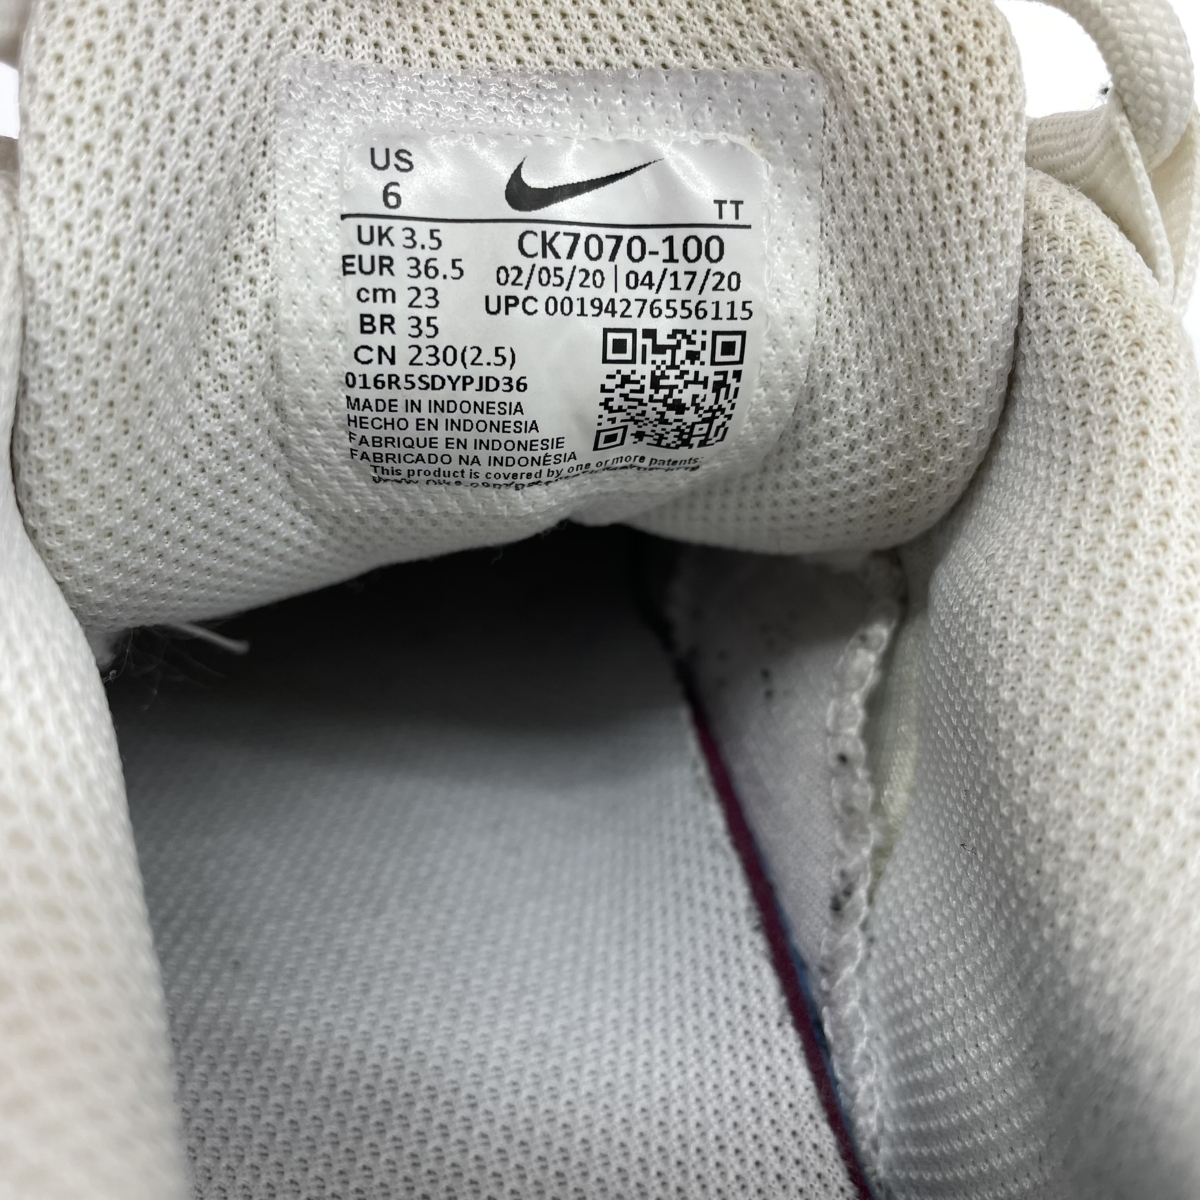 US
6
TT
UK 3.5
EUR 36.5
cm 23
BR 35
CN 230(2.5)
CK7070-100
02/05/20 | 04/17/20
UPC 00194276556115
016R5SDYPJD36
MADE IN INDONESIA
HECHO EN INDONESIA
FABRIQUE EN INDONESIE
FABRICADO NA INDONÉSIA
This product is covered by one or more patents: